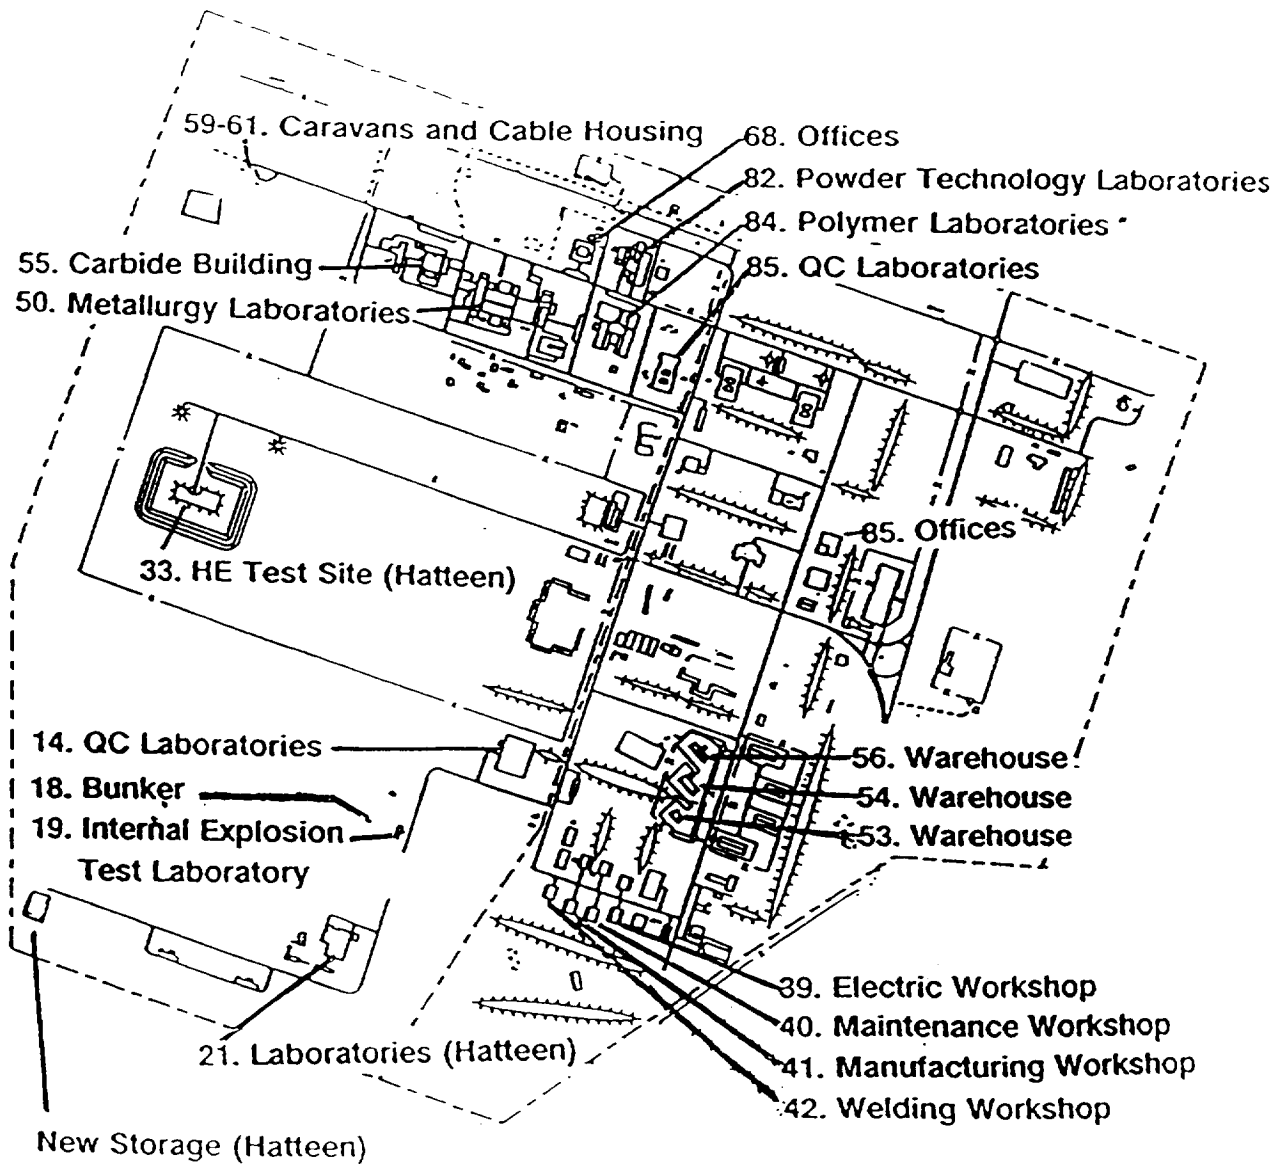 59-61. Caravans and Cable Housing
68. Offices
82. Powder Technology Laboratories
84. Polymer Laboratories
55. Carbide Building
85. QC Laboratories
50. Metallurgy Laboratories
85. Offices
33. HE Test Site (Hatteen)
14. QC Laboratories
56. Warehouse
18. Bunker
54. Warehouse
19. Internal Explosion
Test Laboratory
53. Warehouse
39. Electric Workshop
40. Maintenance Workshop
21. Laboratories (Hatteen)
41. Manufacturing Workshop
42. Welding Workshop
New Storage (Hatteen)